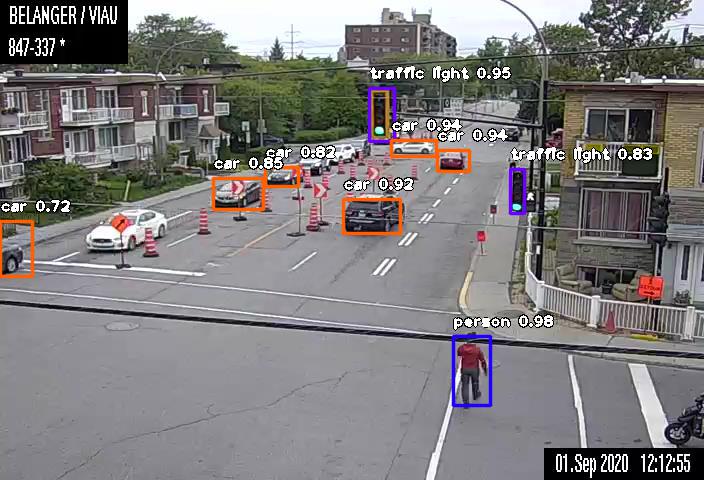 BELANGER / VIAU
847-337 *
traffic light 0.95
car 0.94
car 0.94
traffic light 0.83
car 0.85
car 0.82
car 0.92
car 0.72
person 0.98
DETOUR
01.Sep 2020 12:12:55